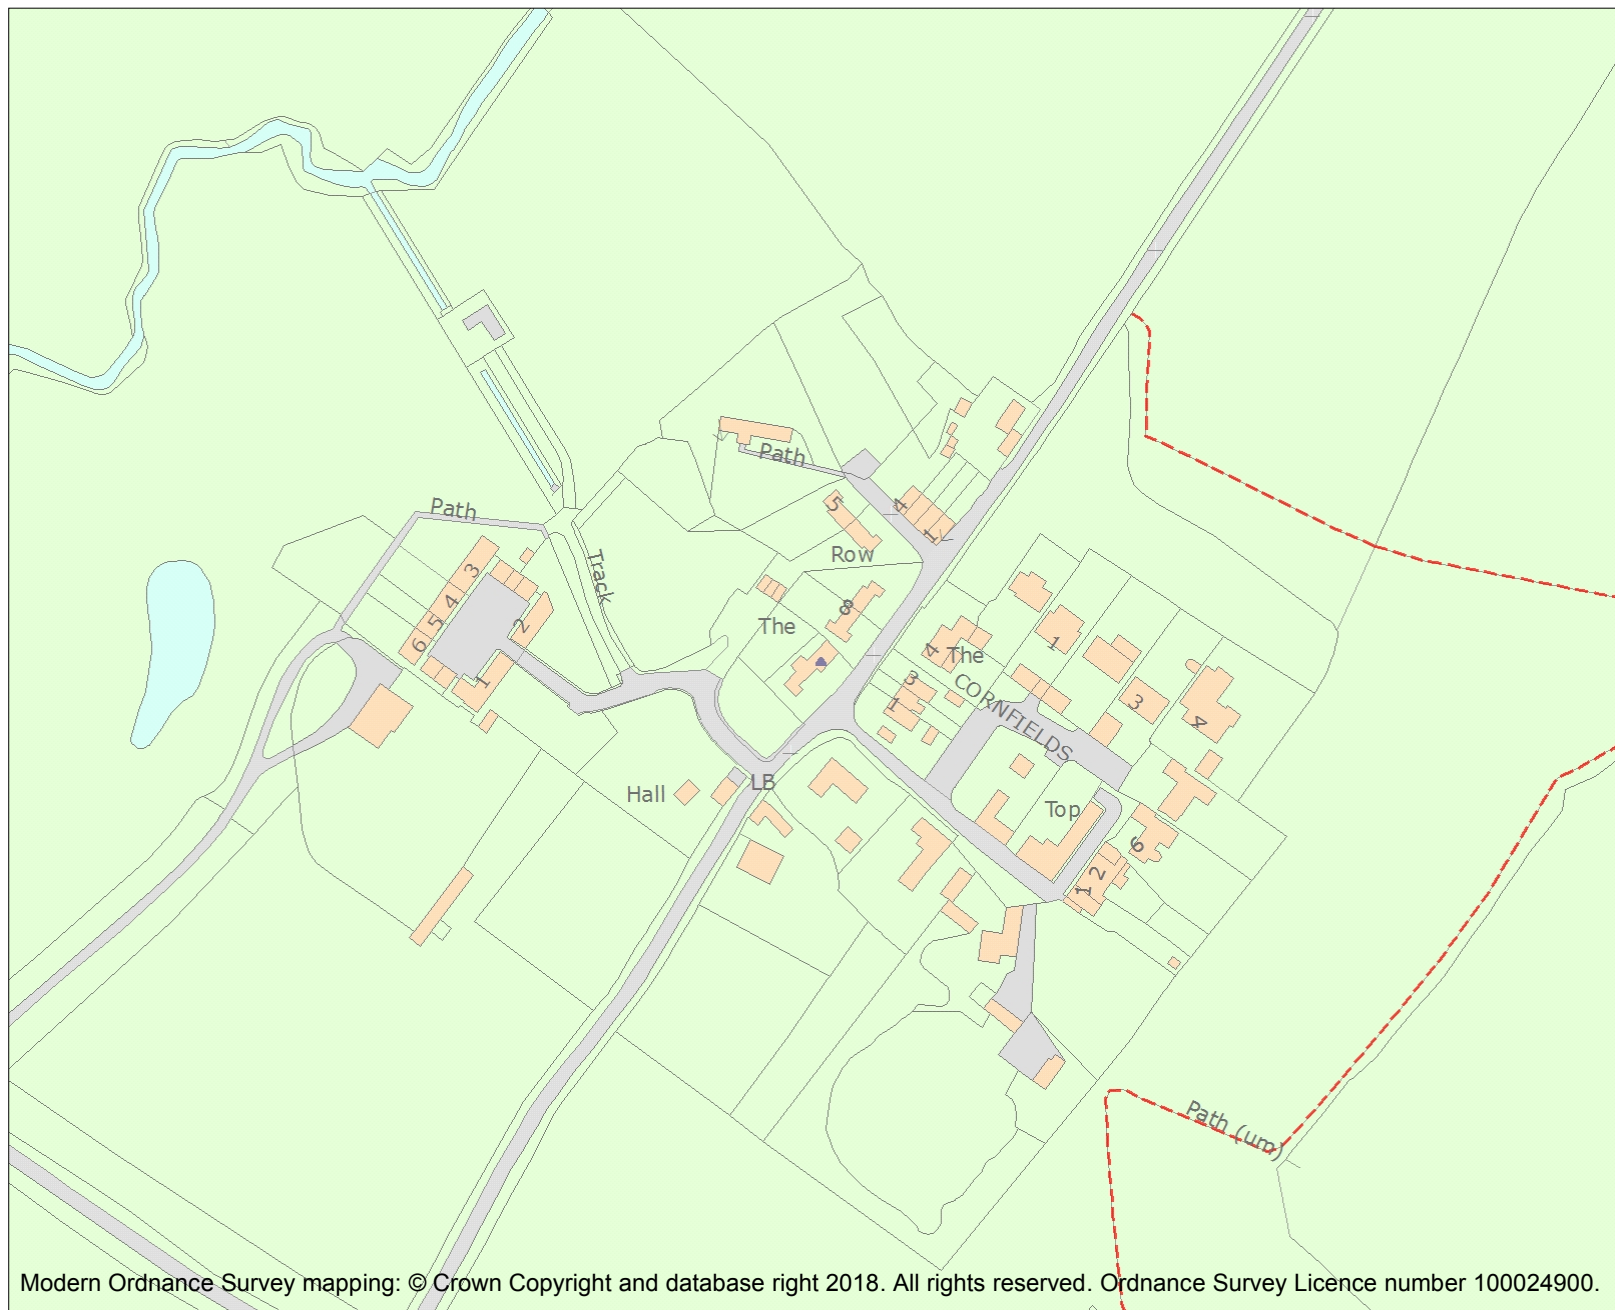 Path
4
5
1
Path
Row
Track
3
4
5
6
2
1
8
The
4
The
3
1
1
3
4
CORNFIELDS
Hall
LB
Top
6
2
1
Path (um)
Modern Ordnance Survey mapping: © Crown Copyright and database right 2018. All rights reserved. Ordnance Survey Licence number 100024900.